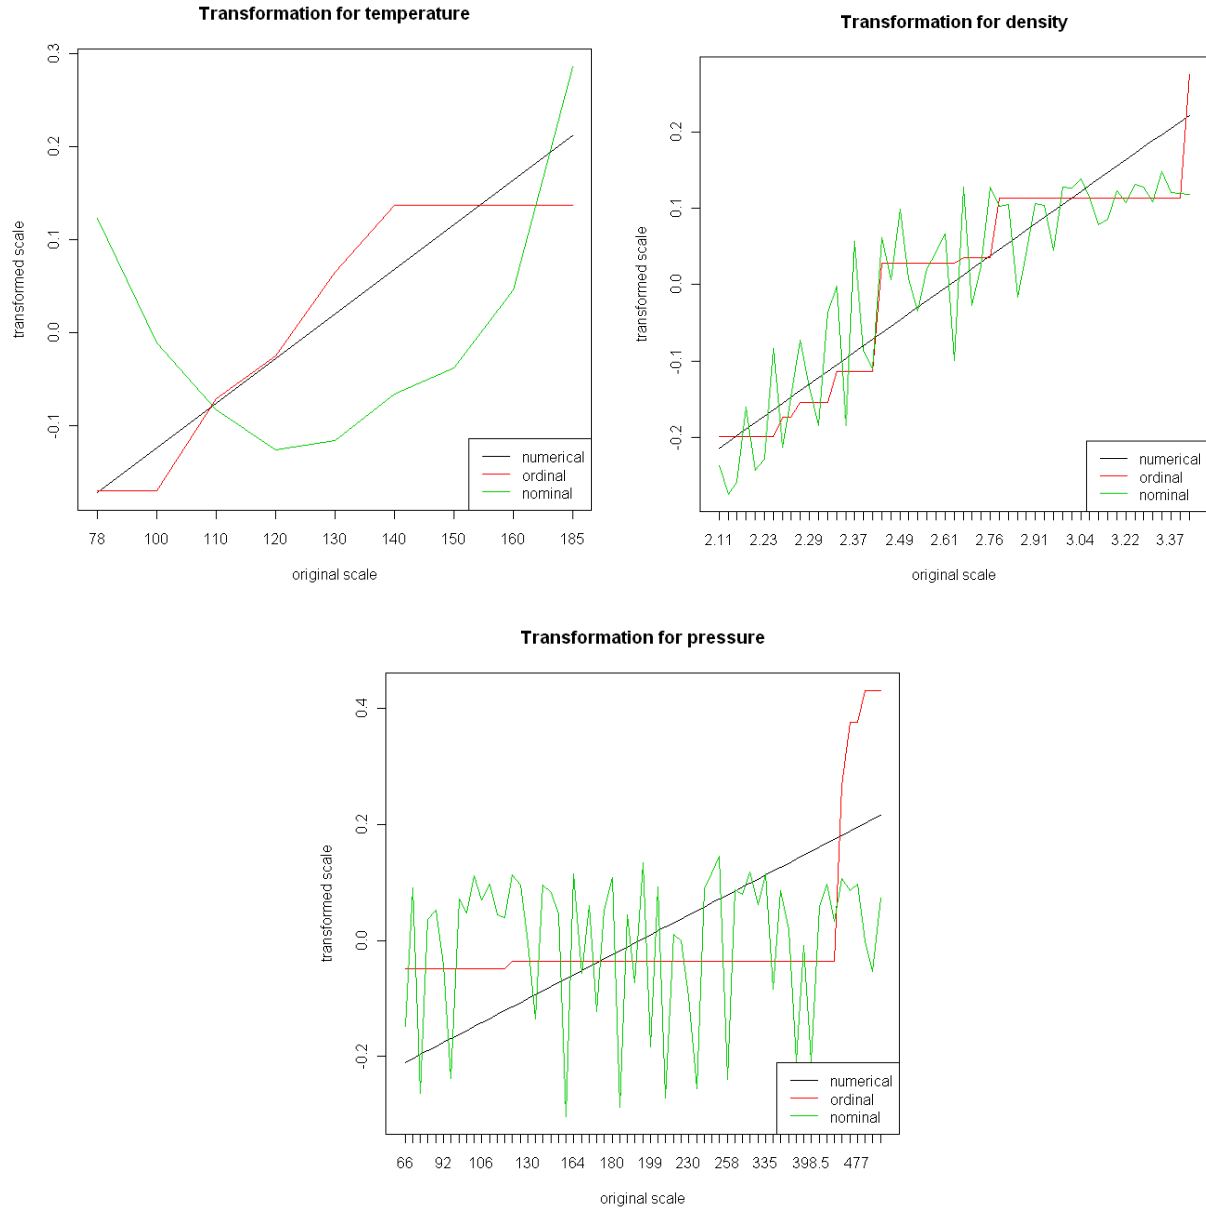 Transformation for temperature
transformed scale
0.3
0.2
0.1
0.0
-0.1
78 100 110 120 130 140 150 160 185
original scale
numerical
ordinal
nominal
Transformation for density
transformed scale
0.2
0.1
0.0
-0.1
-0.2
2.11 2.23 2.29 2.37 2.49 2.61 2.76 2.91 3.04 3.22 3.37
original scale
numerical
ordinal
nominal
Transformation for pressure
transformed scale
0.4
0.2
0.0
-0.2
66 92 106 130 164 199 230 258 335 398.5 477
original scale
numerical
ordinal
nominal